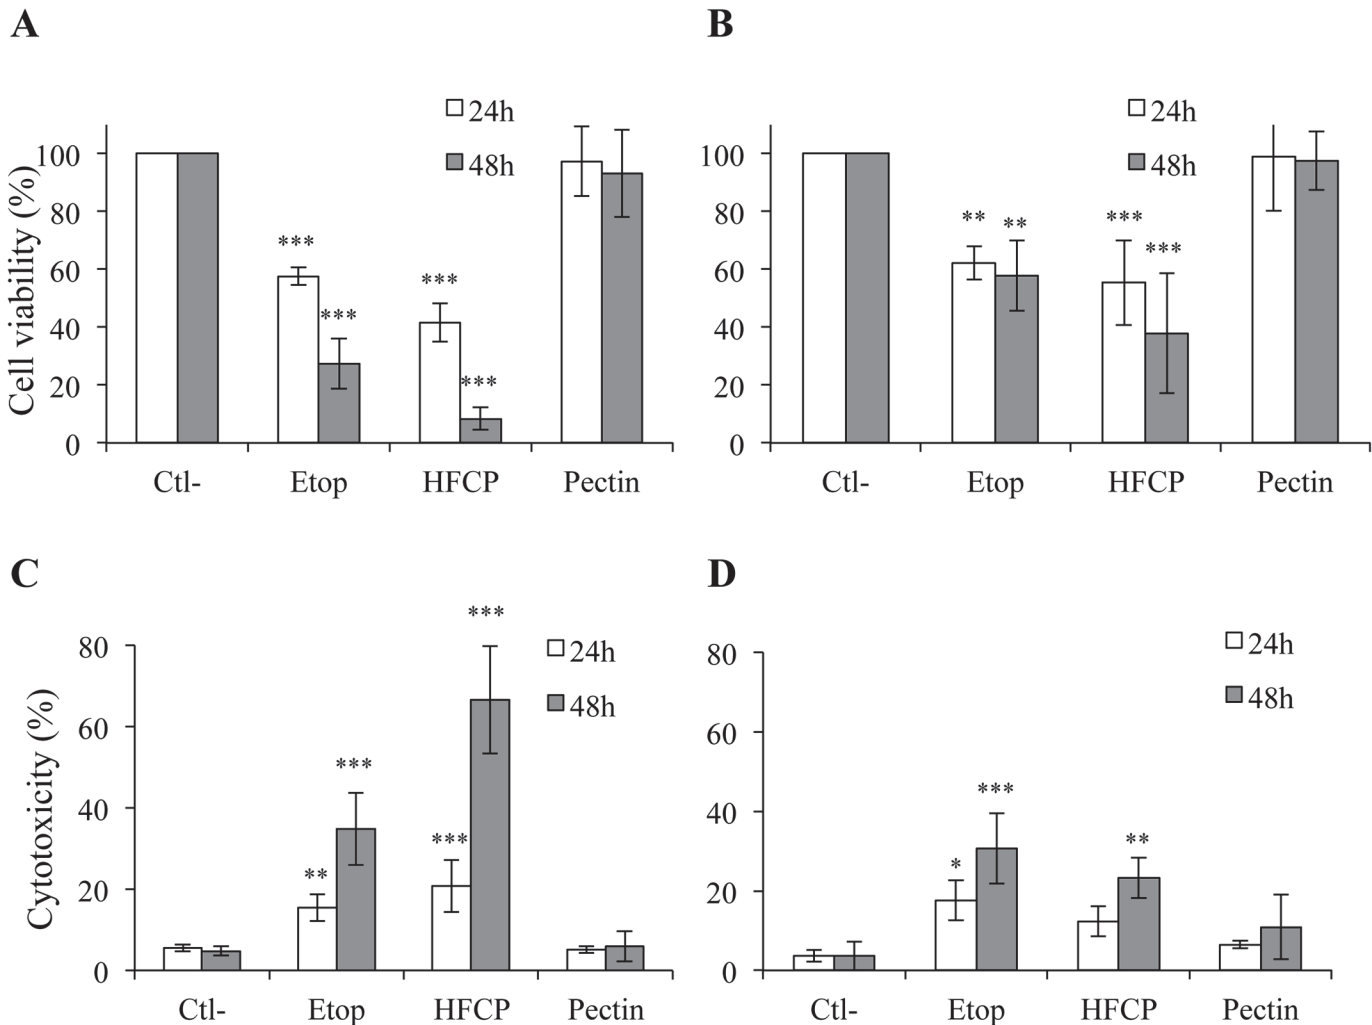 A
24h
48h
Cell viability (%)
100
80
60
40
20
0
***
***
***
***
Ctl-
Etop
HFCP
Pectin
B
24h
48h
100
80
60
40
20
0
**
**
***
***
Ctl-
Etop
HFCP
Pectin
C
24h
48h
Cytotoxicity (%)
80
60
40
20
0
**
***
***
***
Ctl-
Etop
HFCP
Pectin
D
24h
48h
80
60
40
20
0
*
***
**
Ctl-
Etop
HFCP
Pectin